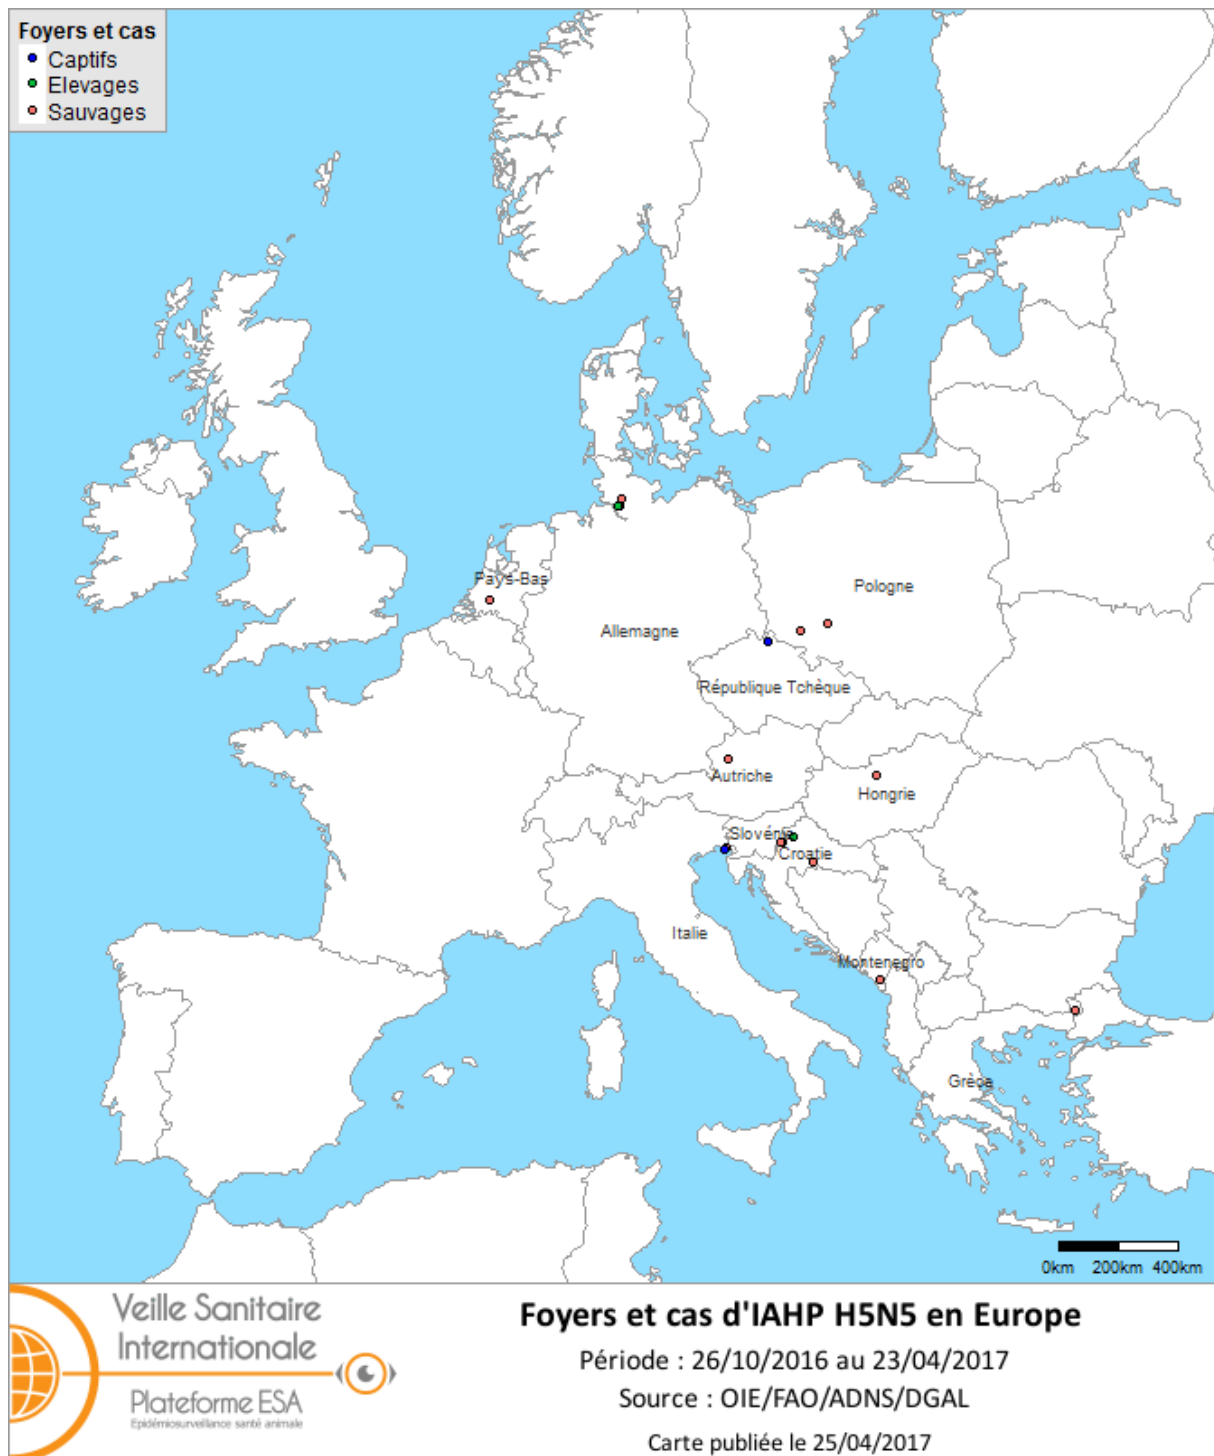 Foyers et cas
Captifs
Elevages
Sauvages
Pays-Bas
Pologne
Allemagne
République Tchèque
Autriche
Hongrie
Slovénie
Croatie
Italie
Montenegro
Grèce
0km 200km 400km
Veille Sanitaire
Internationale
Plateforme ESA
Epidémiosurveillance santé animale
Foyers et cas d'IAHP H5N5 en Europe
Période : 26/10/2016 au 23/04/2017
Source : OIE/FAO/ADNS/DGAL
Carte publiée le 25/04/2017